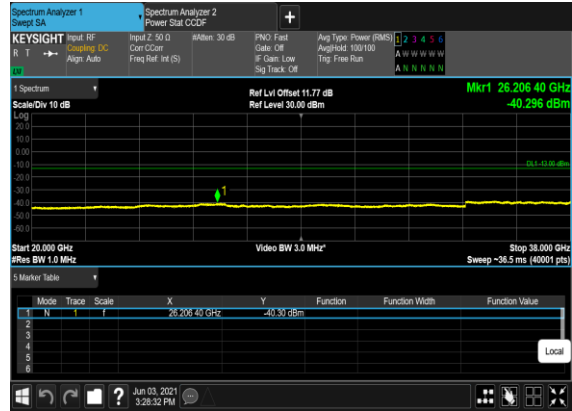 Spectrum Analyzer 1
Swept SA
Spectrum Analyzer 2
Power Stat CCDF
+
KEYSIGHT
R T
Input: RF
Coupling: DC
Align: Auto
Input Z: 50 Ω
Corr CCorr
Freq Ref: Int (S)
#Atten: 30 dB
PNO: Fast
Gate: Off
IF Gain: Low
Sig Track: Off
Avg Type: Power (RMS)
Avg|Hold: 100/100
Trig: Free Run
1 2 3 4 5 6
A W W W W W
A N N N N N
1 Spectrum
Scale/Div 10 dB
Ref Lvl Offset 11.77 dB
Ref Level 30.00 dBm
Mkr1 26.206 40 GHz
-40.296 dBm
Log
20.0
10.0
0.00
-10.0
DL1 -13.00 dBm
-20.0
-30.0
1
-40.0
-50.0
-60.0
Start 20.000 GHz
#Res BW 1.0 MHz
Video BW 3.0 MHz*
Stop 38.000 GHz
Sweep ~36.5 ms (40001 pts)
5 Marker Table
Mode Trace Scale X Y Function Function Width Function Value
1 N 1 f 26.206 40 GHz -40.30 dBm
2
3
4
5
6
Local
?
Jun 03, 2021
3:28:32 PM